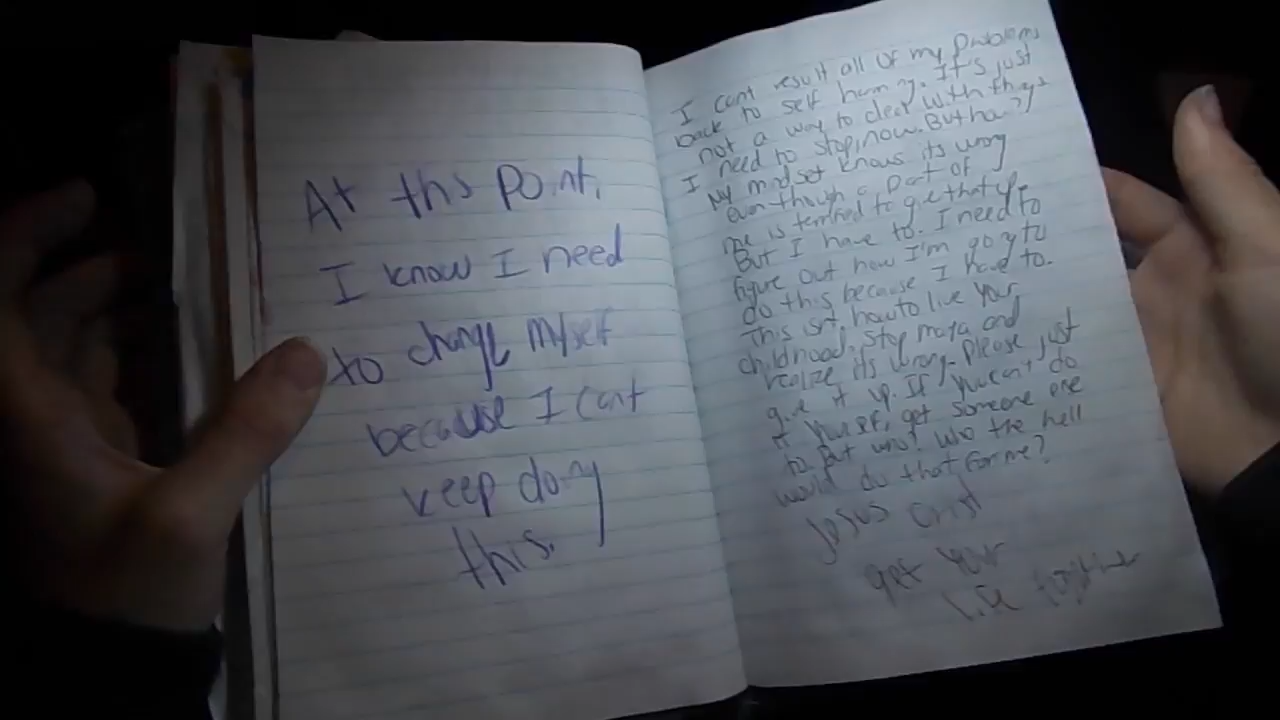 At this point,
I know I need
to change myself
because I cant
keep doing
this.
I cant result all of my problems
back to self harming. It's just
not a way to deal with things
I need to stop, now. But how?
My mindset knows its wrong
even though a part of
me is terrified to give that up.
But I have to. I need to
figure out how I'm going to
do this because I have to.
This isnt how to live your
childhood. Stop maya and
realize its wrong. please just
give it up. If you cant do
it yourself, get someone else
to. But who? who the hell
would do that for me?
Jesus Crist
get your
life together